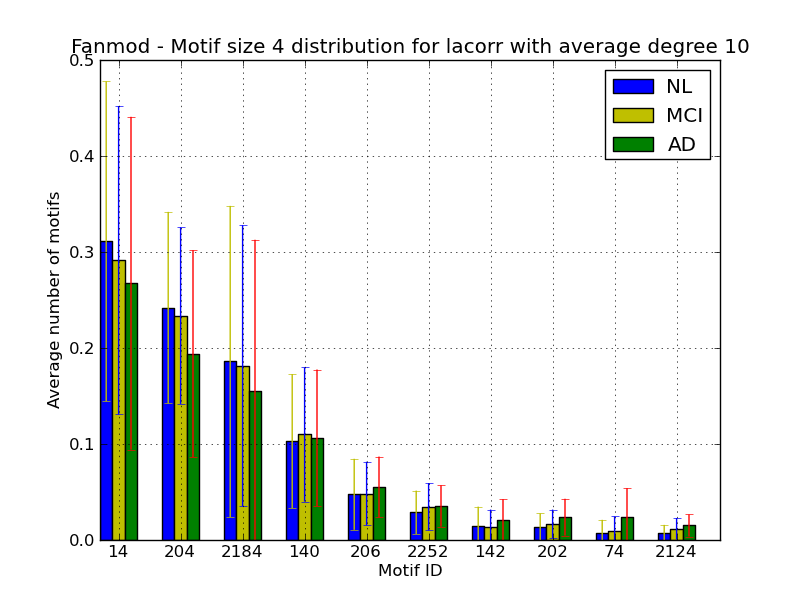 Fanmod - Motif size 4 distribution for lacorr with average degree 10
0.5
NL
MCI
AD
0.4
0.3
0.2
0.1
0.0
Average number of motifs
14 204 2184 140 206 2252 142 202 74 2124
Motif ID